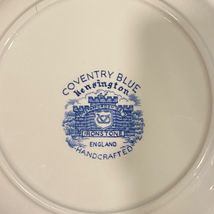 COVENTRY BLUE
Kensington
IRONSTONE
ENGLAND
HANDCRAFTED